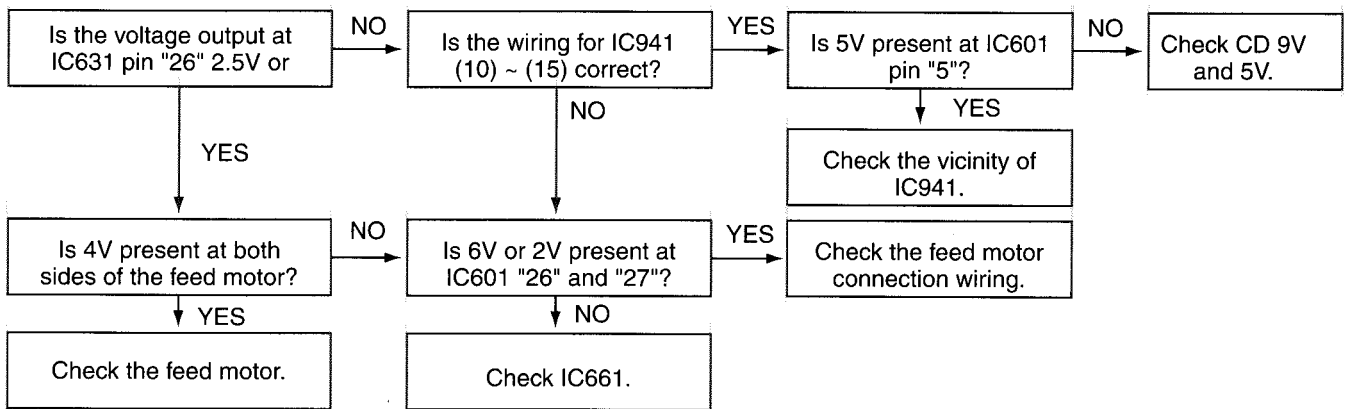 Is the voltage output at
IC631 pin "26" 2.5V or
NO
Is the wiring for IC941
(10) ~ (15) correct?
YES
Is 5V present at IC601
pin "5"?
NO
Check CD 9V
and 5V.
YES
NO
YES
Check the vicinity of
IC941.
Is 4V present at both
sides of the feed motor?
NO
Is 6V or 2V present at
IC601 "26" and "27"?
YES
Check the feed motor
connection wiring.
YES
NO
Check the feed motor.
Check IC661.